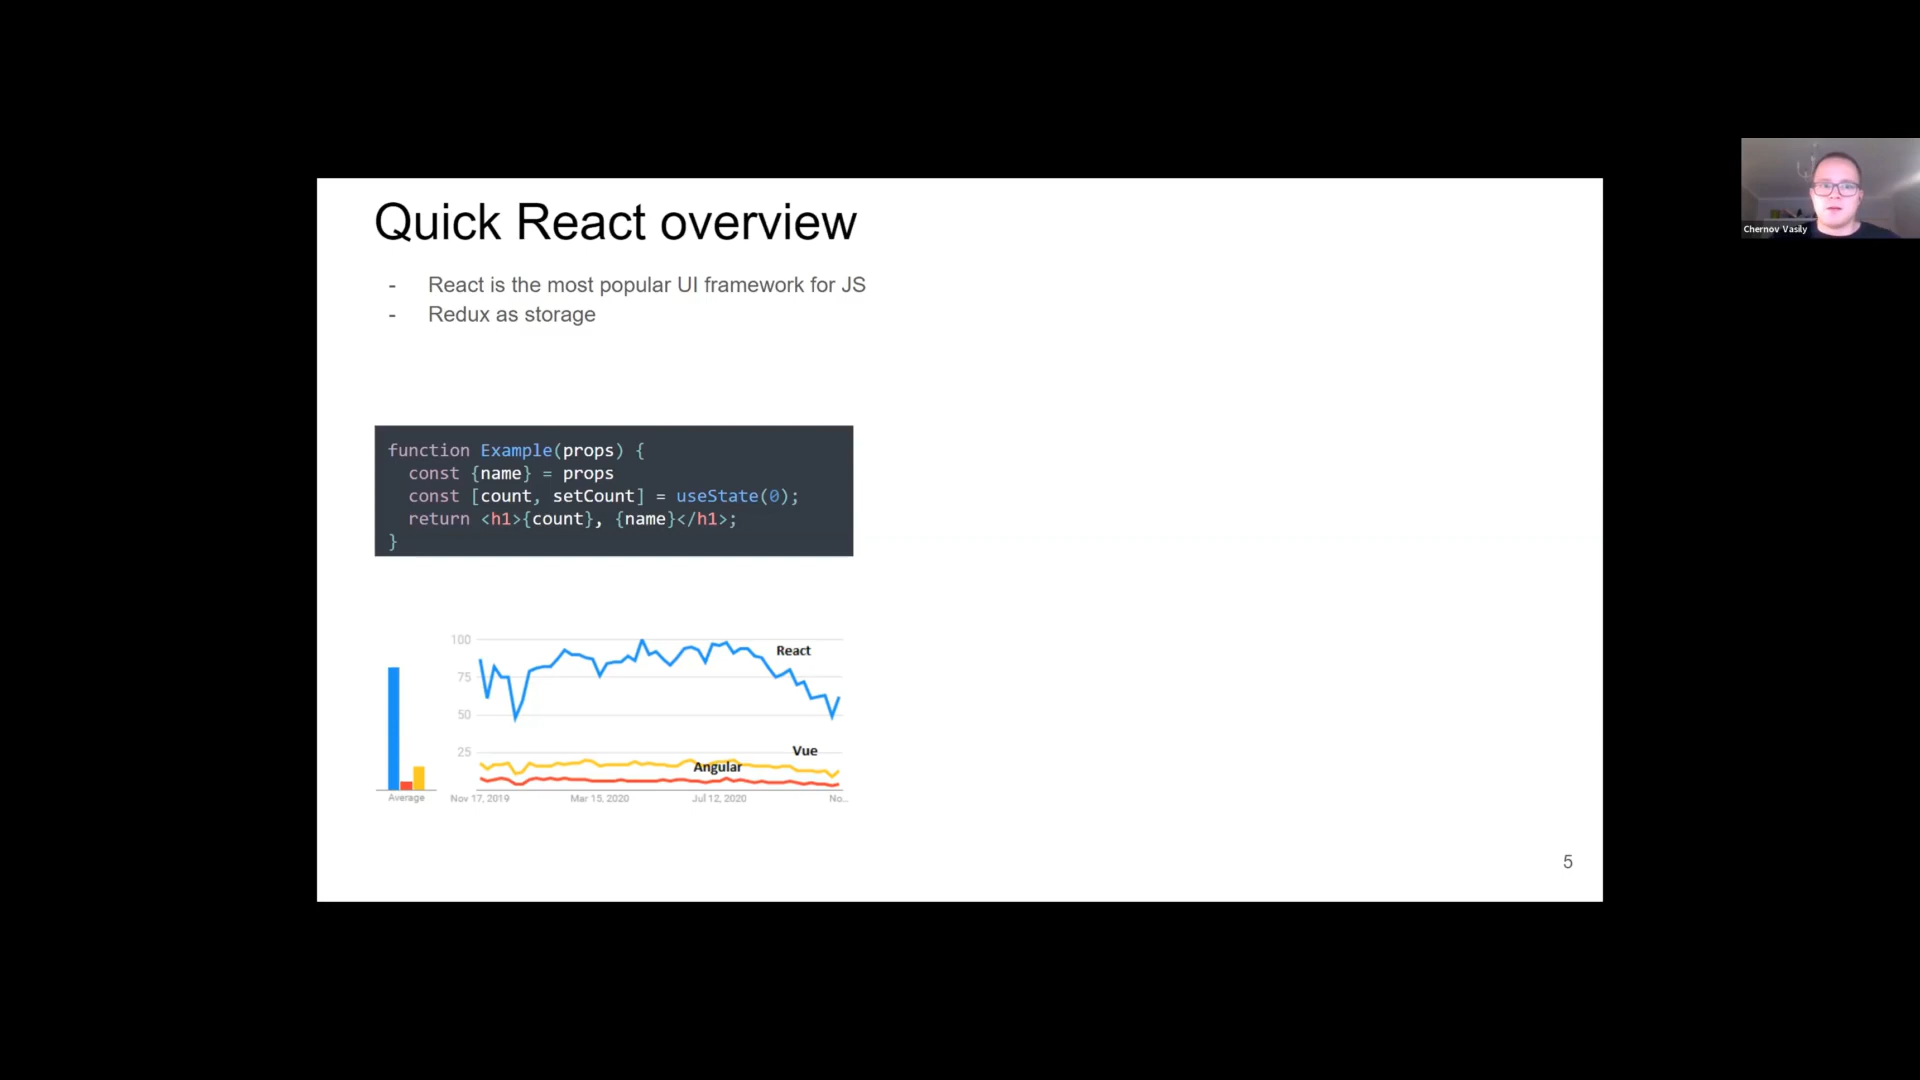 Quick React overview
- React is the most popular UI framework for JS
- Redux as storage
function Example(props) {
const {name} = props
const [count, setCount] = useState(0);
return <h1>{count}, {name}</h1>;
}
100
75
50
25
React
Vue
Angular
Average
Nov 17, 2019
Mar 15, 2020
Jul 12, 2020
No...
5
Chernov Vasily